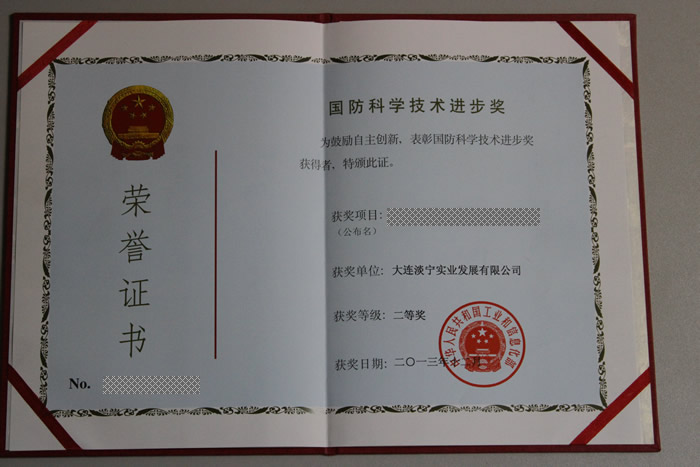 荣誉证书
No.
国防科学技术进步奖
为鼓励自主创新，表彰国防科学技术进步奖
获得者，特颁此证。
获奖项目：
（公布名）
获奖单位：大连淡宁实业发展有限公司
获奖等级：二等奖
获奖日期：二〇一三年十二月
中华人民共和国工业和信息化部